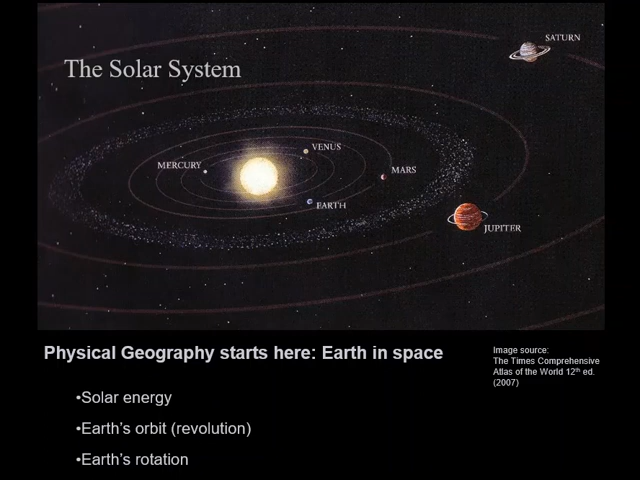 SATURN
The Solar System
VENUS
MERCURY
MARS
EARTH
JUPITER
Physical Geography starts here: Earth in space
Image source:
The Times Comprehensive
Atlas of the World 12th ed.
(2007)
•Solar energy
•Earth's orbit (revolution)
•Earth's rotation